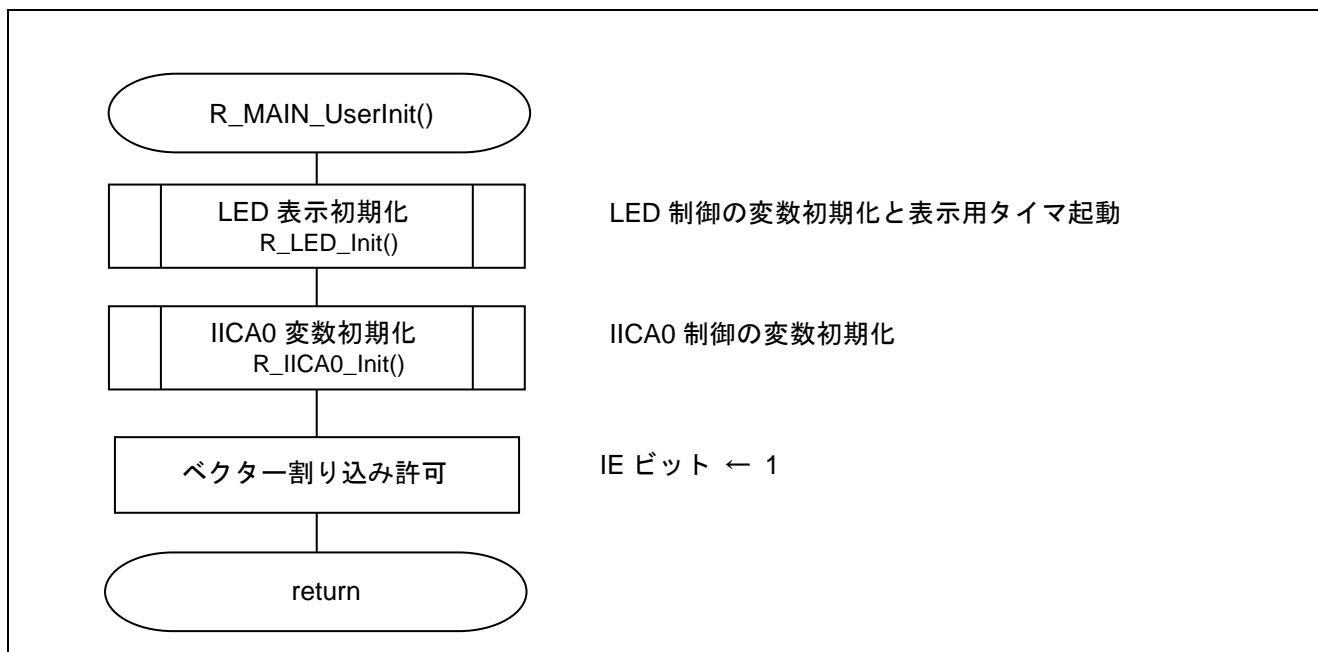 R_MAIN_UserInit()
LED 表示初期化
R_LED_Init()
LED 制御の変数初期化と表示用タイマ起動
IICA0 変数初期化
R_IICA0_Init()
IICA0 制御の変数初期化
ベクター割り込み許可
IE ビット ← 1
return